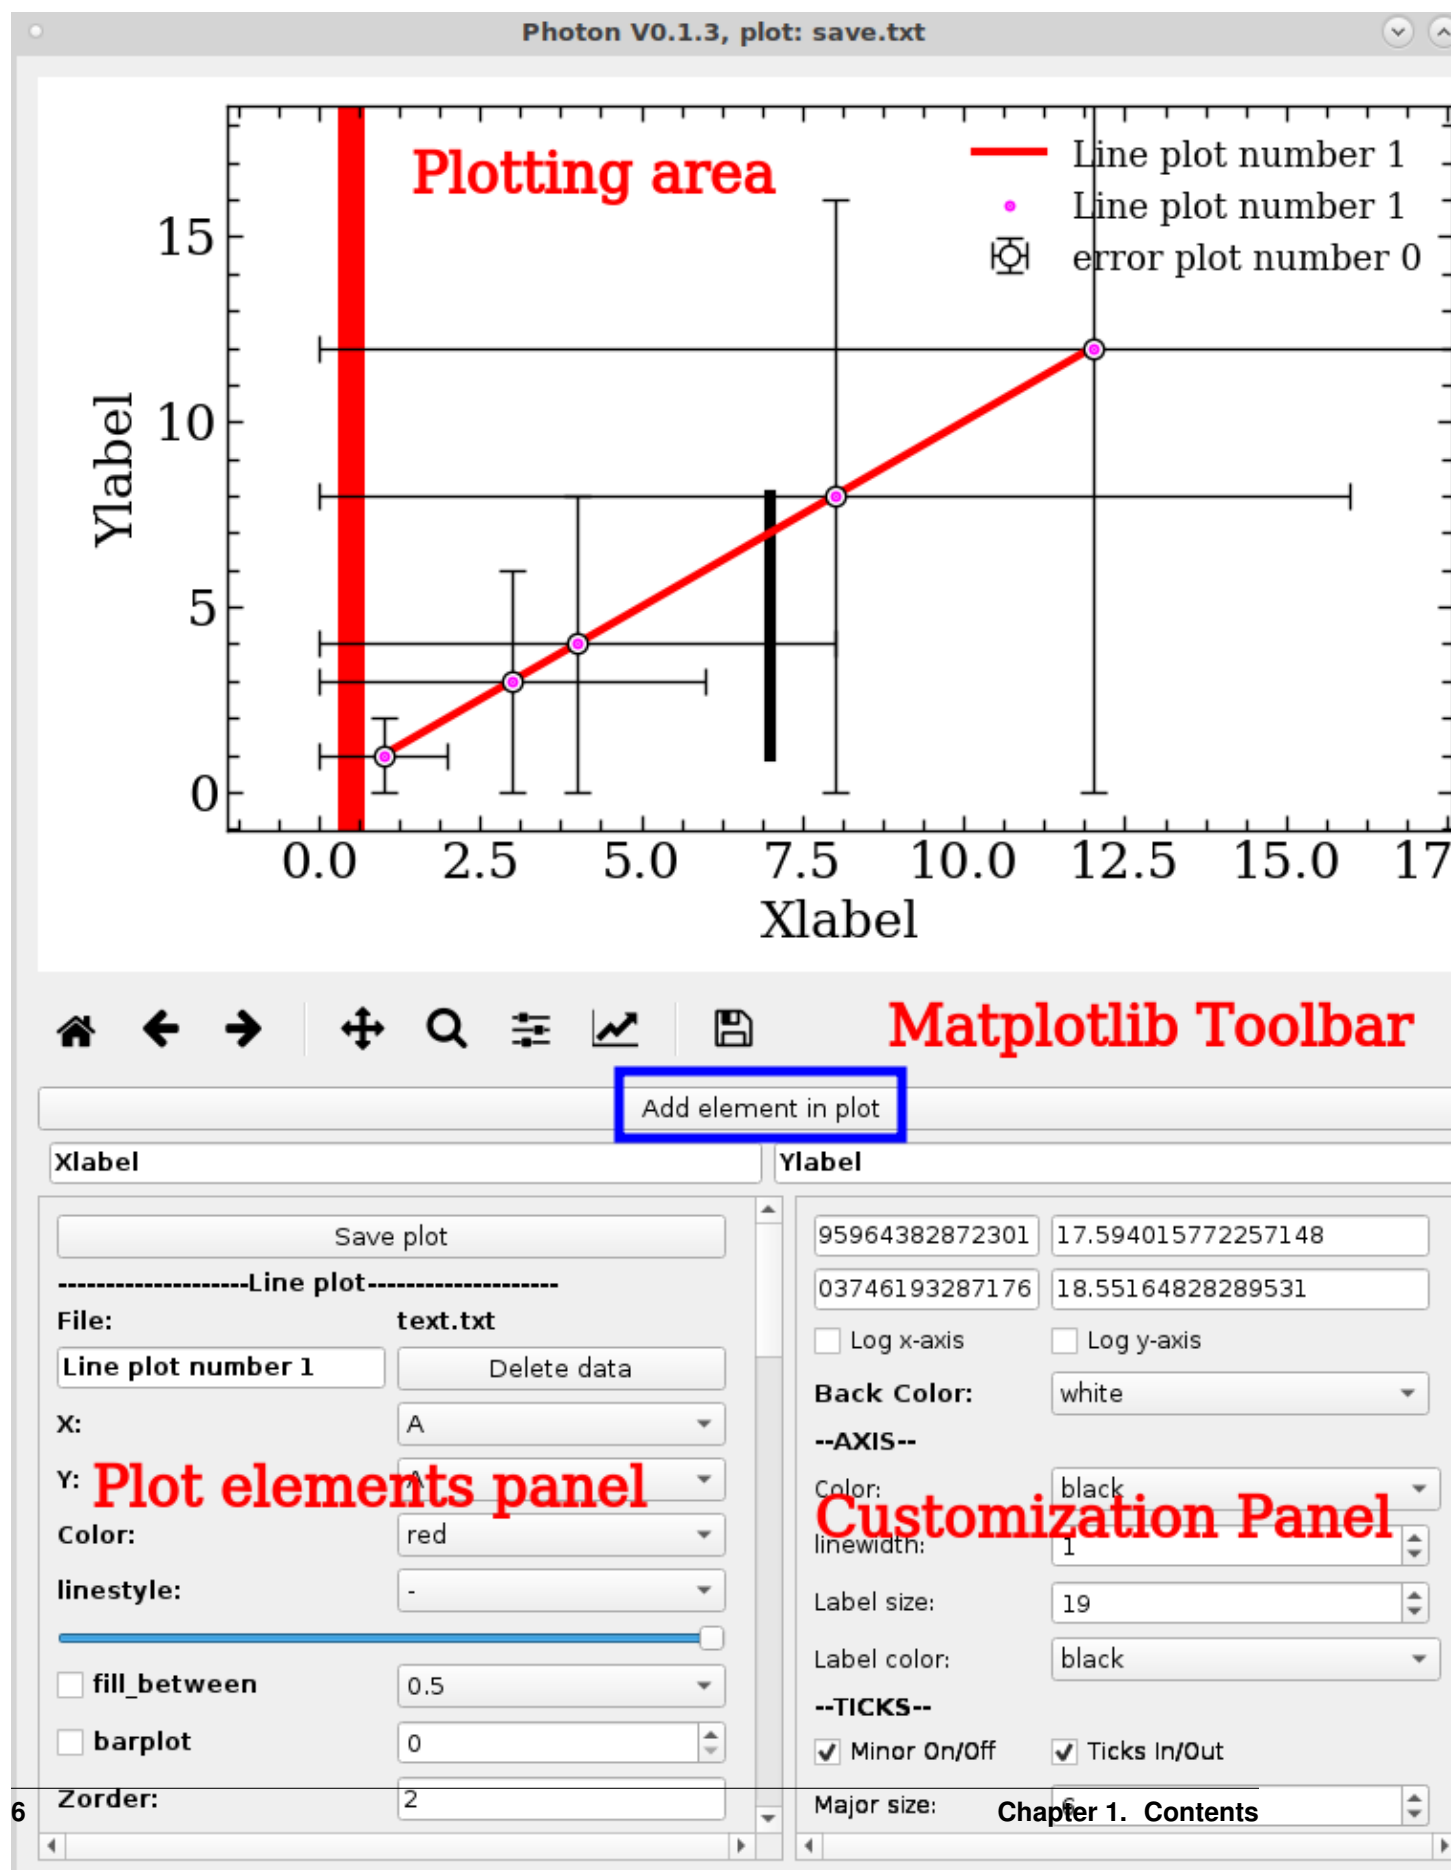 Photon V0.1.3, plot: save.txt
Plotting area
Line plot number 1
Line plot number 1
error plot number 0
15
10
5
0
Ylabel
0.0 2.5 5.0 7.5 10.0 12.5 15.0 17
Xlabel
Matplotlib Toolbar
Add element in plot
Xlabel Ylabel
Save plot
--------------------Line plot--------------------
File: text.txt
Line plot number 1 Delete data
X: A
Y: A
Plot elements panel
Color: red
linestyle: -
fill_between 0.5
barplot 0
Zorder: 2
95964382872301 17.594015772257148
03746193287176 18.55164828289531
Log x-axis Log y-axis
Back Color: white
--AXIS--
Color: black
Customization Panel
linewidth: 1
Label size: 19
Label color: black
--TICKS--
Minor On/Off Ticks In/Out
Major size: 6
6 Chapter 1. Contents